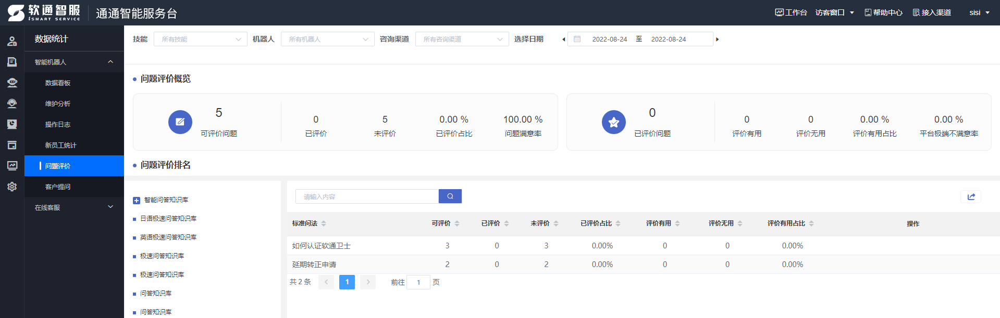 软通智服
iSMART SERVICE
通通智能服务台
工作台 访客窗口 帮助中心 接入渠道 sisi
数据统计
智能机器人
数据看板
维护分析
操作日志
新员工统计
问题评价
客户提问
在线客服
技能 所有技能 机器人 所有机器人 咨询渠道 所有咨询渠道 选择日期 2022-08-24 至 2022-08-24
问题评价概览
5
可评价问题
0 5 0.00 % 100.00 %
已评价 未评价 已评价占比 问题满意率
0
已评价问题
0 0 0.00 % 0.00 %
评价有用 评价无用 评价有用占比 平台极端不满意率
问题评价排名
智能问答知识库
日语极速问答知识库
英语极速问答知识库
极速问答知识库
极速问答知识库
问答知识库
问答知识库
请输入内容
标准问法 可评价 已评价 未评价 已评价占比 评价有用 评价无用 评价有用占比 操作
如何认证软通卫士 3 0 3 0.00% 0 0 0.00%
延期转正申请 2 0 2 0.00% 0 0 0.00%
共 2 条 1 前往 1 页